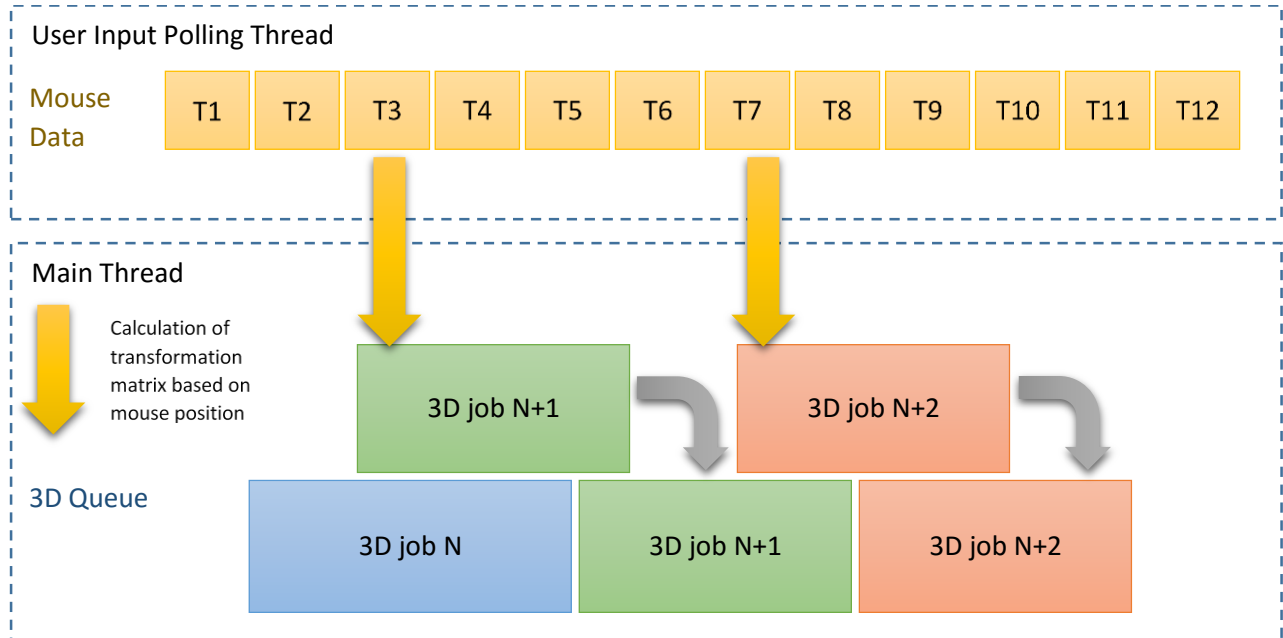 User Input Polling Thread
Mouse
Data
T1 T2 T3 T4 T5 T6 T7 T8 T9 T10 T11 T12
Main Thread
Calculation of
transformation
matrix based on
mouse position
3D job N+1
3D job N+2
3D Queue
3D job N
3D job N+1
3D job N+2